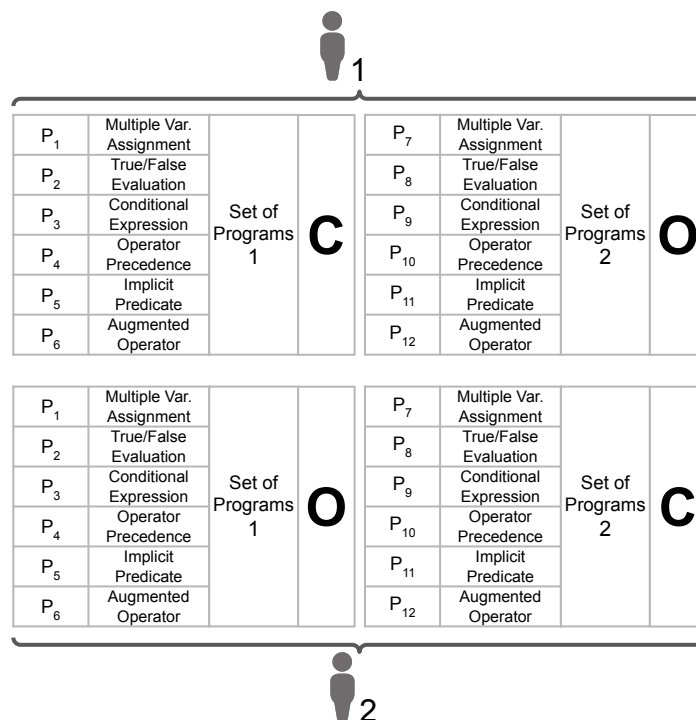 1
P1 Multiple Var. Assignment
P2 True/False Evaluation
P3 Conditional Expression
P4 Operator Precedence
P5 Implicit Predicate
P6 Augmented Operator
Set of Programs 1
C
P7 Multiple Var. Assignment
P8 True/False Evaluation
P9 Conditional Expression
P10 Operator Precedence
P11 Implicit Predicate
P12 Augmented Operator
Set of Programs 2
O
P1 Multiple Var. Assignment
P2 True/False Evaluation
P3 Conditional Expression
P4 Operator Precedence
P5 Implicit Predicate
P6 Augmented Operator
Set of Programs 1
O
P7 Multiple Var. Assignment
P8 True/False Evaluation
P9 Conditional Expression
P10 Operator Precedence
P11 Implicit Predicate
P12 Augmented Operator
Set of Programs 2
C
2